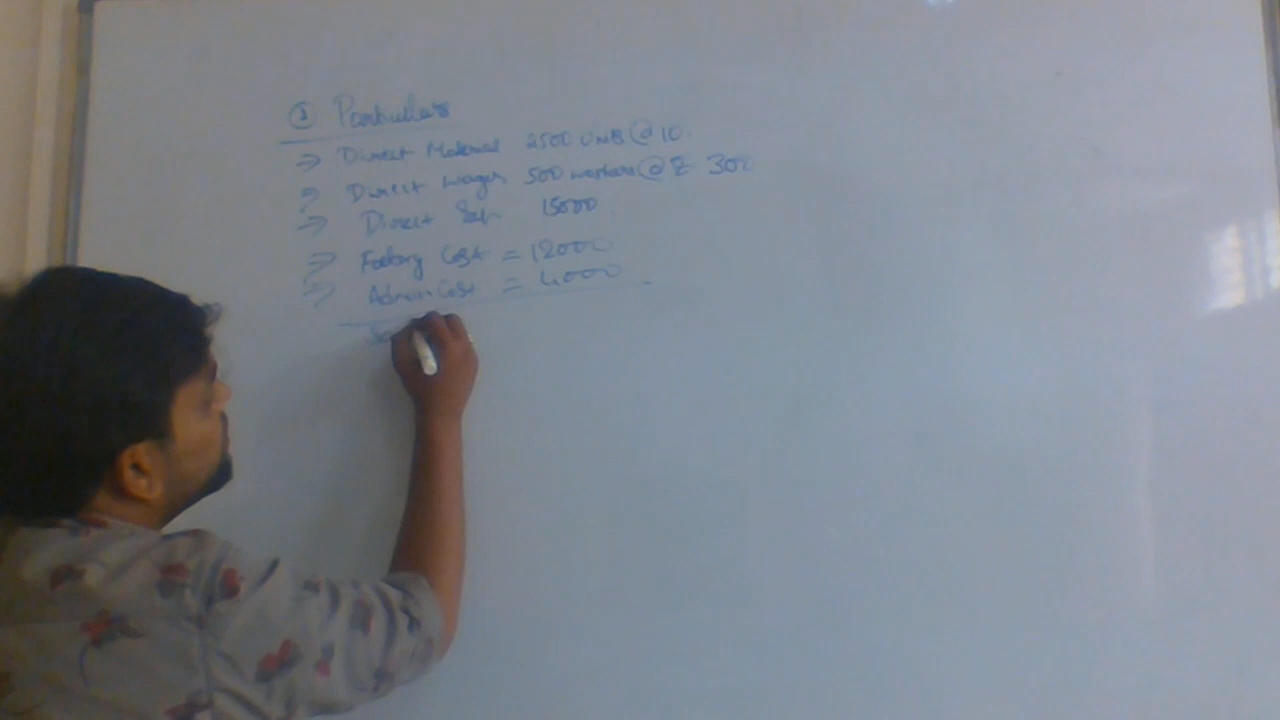 ① Particulars
⇒ Direct Material 2500 Units @ 10.
⇒ Direct wages 500 workers @ ₹ 300
⇒ Direct Exp. 15000
⇒ Factory Cost = 12000
⇒ Admin Cost = 4000